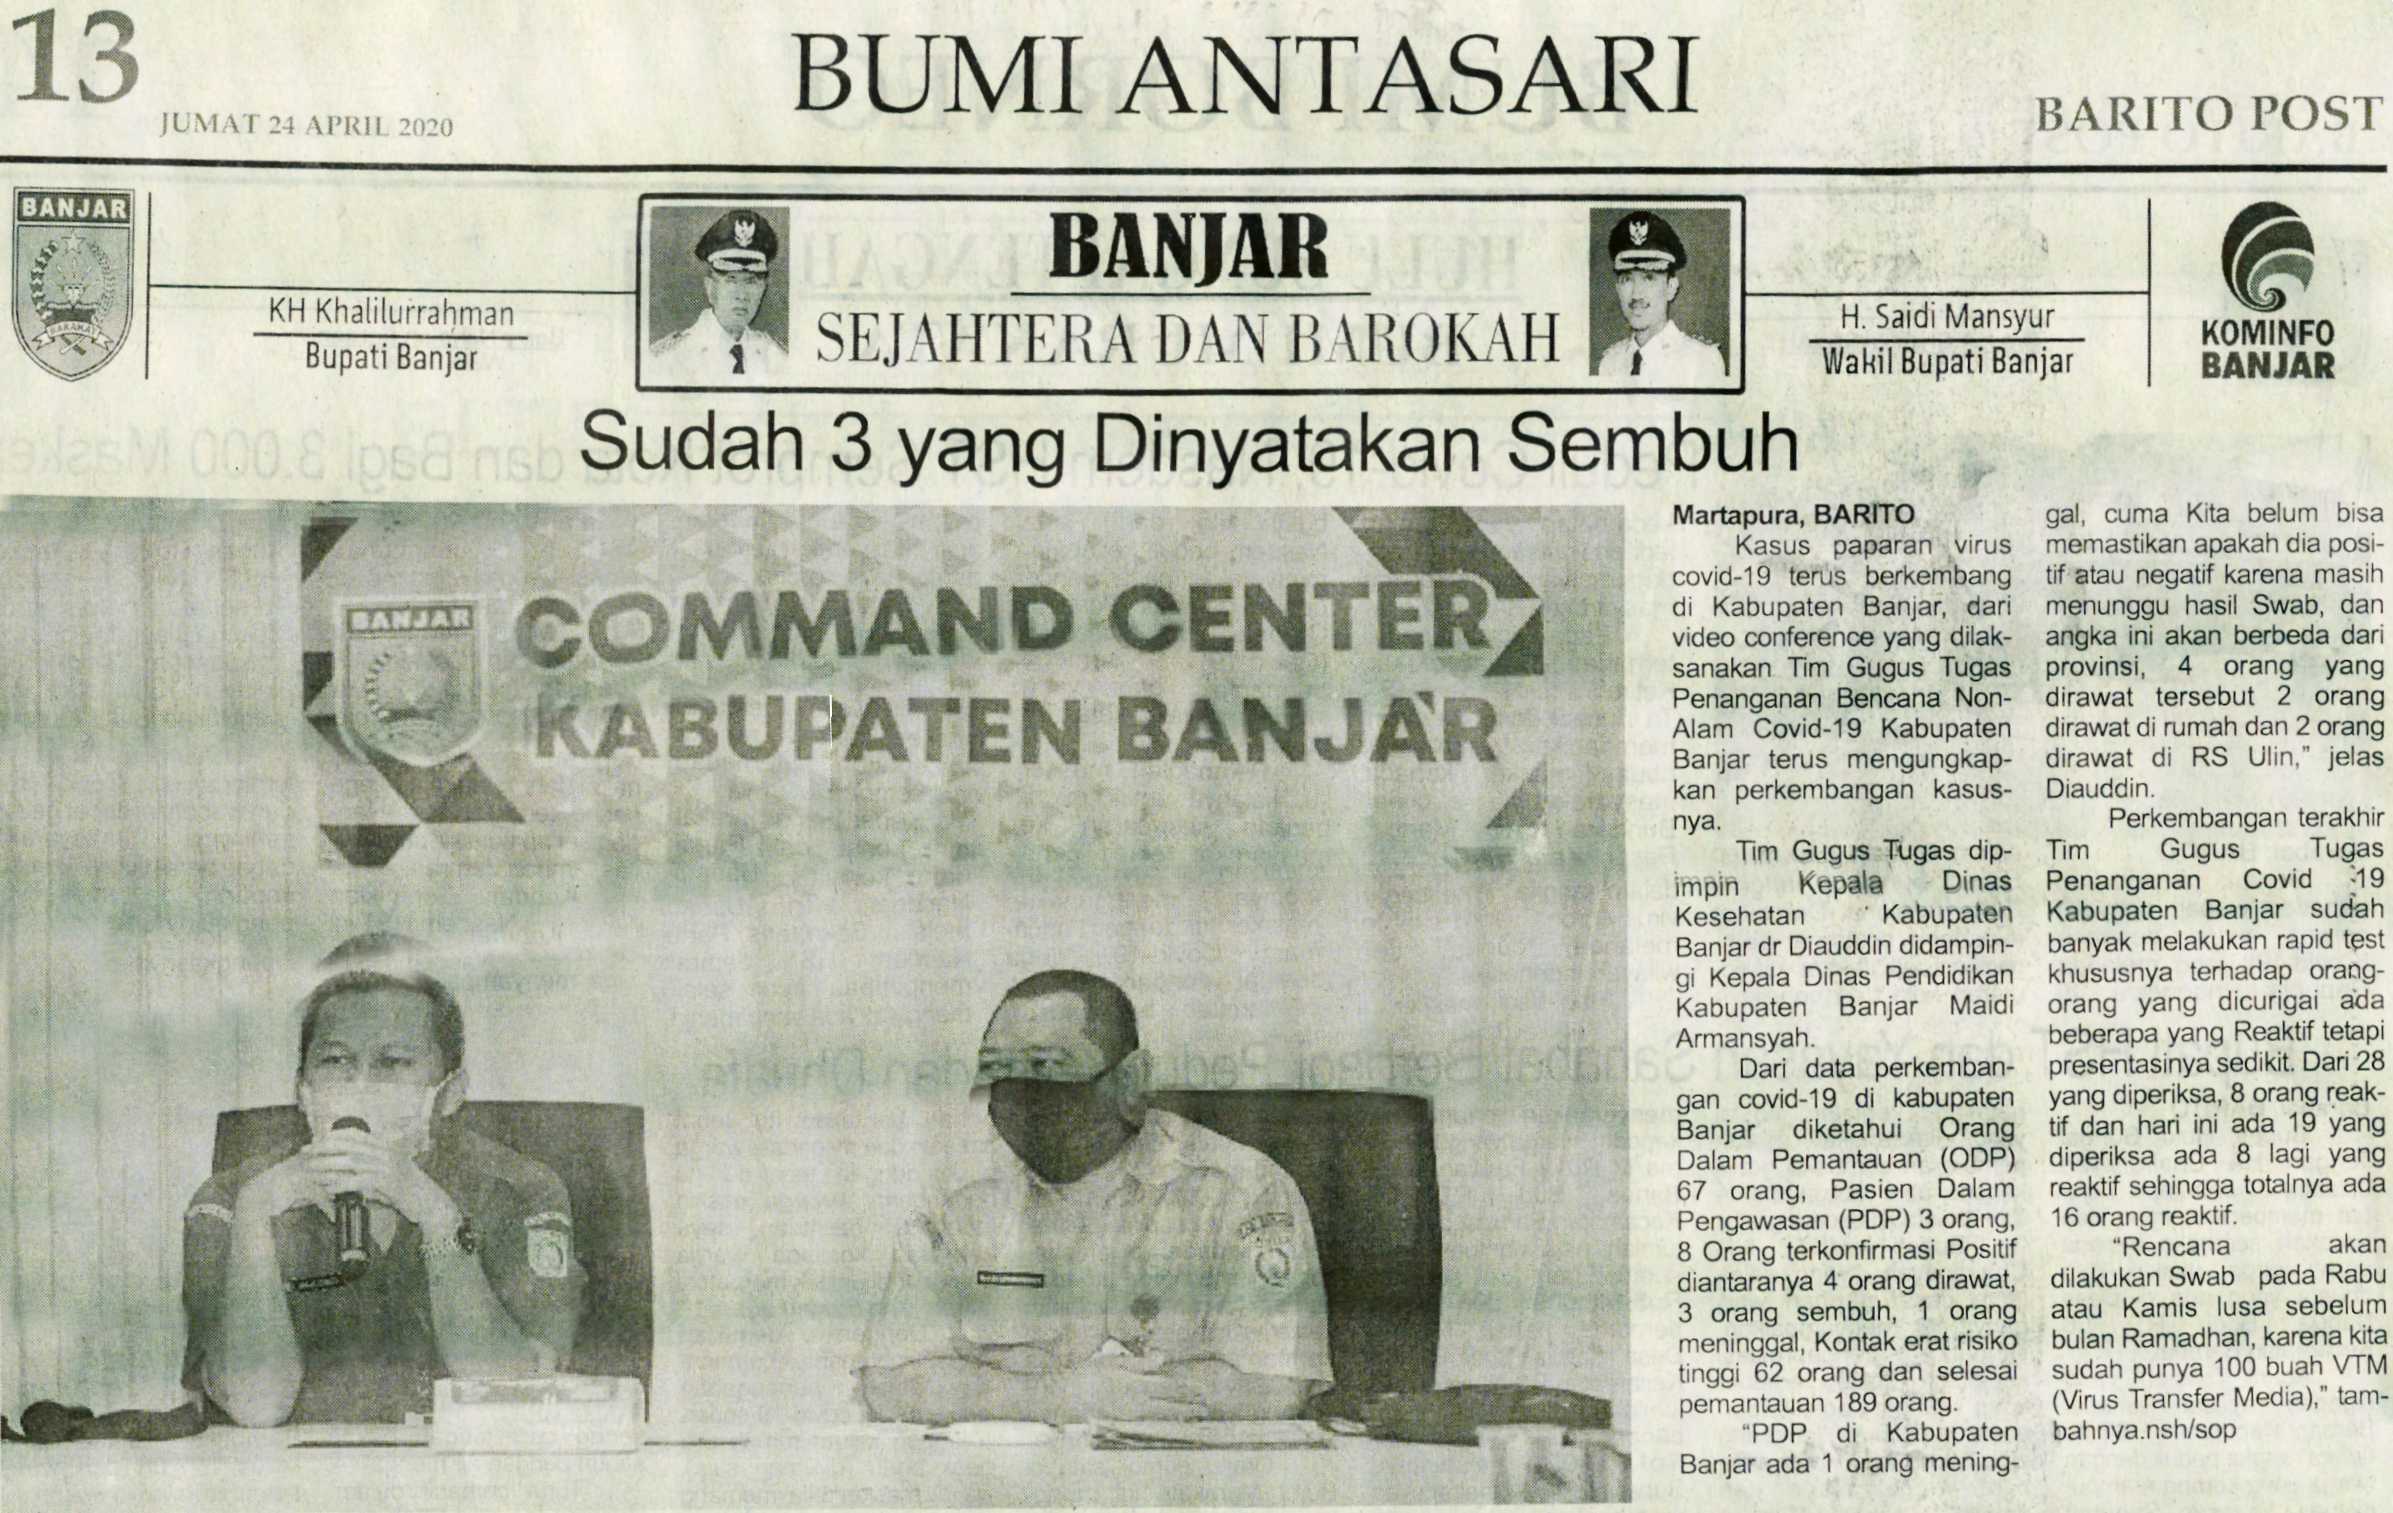 13
JUMAT 24 APRIL 2020
BUMI ANTASARI
BARITO POST
BANJAR
BARAKAT
KH Khalilurrahman
Bupati Banjar
BANJAR
SEJAHTERA DAN BAROKAH
H. Saidi Mansyur
Wakil Bupati Banjar
KOMINFO
BANJAR
Sudah 3 yang Dinyatakan Sembuh
BANJAR
COMMAND CENTER
KABUPATEN BANJAR
Martapura, BARITO
Kasus paparan virus
covid-19 terus berkembang
di Kabupaten Banjar, dari
video conference yang dilak-
sanakan Tim Gugus Tugas
Penanganan Bencana Non-
Alam Covid-19 Kabupaten
Banjar terus mengungkap-
kan perkembangan kasus-
nya.
Tim Gugus Tugas dip-
impin Kepala Dinas
Kesehatan Kabupaten
Banjar dr Diauddin didampin-
gi Kepala Dinas Pendidikan
Kabupaten Banjar Maidi
Armansyah.
Dari data perkemban-
gan covid-19 di kabupaten
Banjar diketahui Orang
Dalam Pemantauan (ODP)
67 orang, Pasien Dalam
Pengawasan (PDP) 3 orang,
8 Orang terkonfirmasi Positif
diantaranya 4 orang dirawat,
3 orang sembuh, 1 orang
meninggal, Kontak erat risiko
tinggi 62 orang dan selesai
pemantauan 189 orang.
“PDP di Kabupaten
Banjar ada 1 orang mening-
gal, cuma Kita belum bisa
memastikan apakah dia posi-
tif atau negatif karena masih
menunggu hasil Swab, dan
angka ini akan berbeda dari
provinsi, 4 orang yang
dirawat tersebut 2 orang
dirawat di rumah dan 2 orang
dirawat di RS Ulin,” jelas
Diauddin.
Perkembangan terakhir
Tim Gugus Tugas
Penanganan Covid -19
Kabupaten Banjar sudah
banyak melakukan rapid test
khususnya terhadap orang-
orang yang dicurigai ada
beberapa yang Reaktif tetapi
presentasinya sedikit. Dari 28
yang diperiksa, 8 orang reak-
tif dan hari ini ada 19 yang
diperiksa ada 8 lagi yang
reaktif sehingga totalnya ada
16 orang reaktif.
“Rencana akan
dilakukan Swab pada Rabu
atau Kamis lusa sebelum
bulan Ramadhan, karena kita
sudah punya 100 buah VTM
(Virus Transfer Media),” tam-
bahnya.nsh/sop